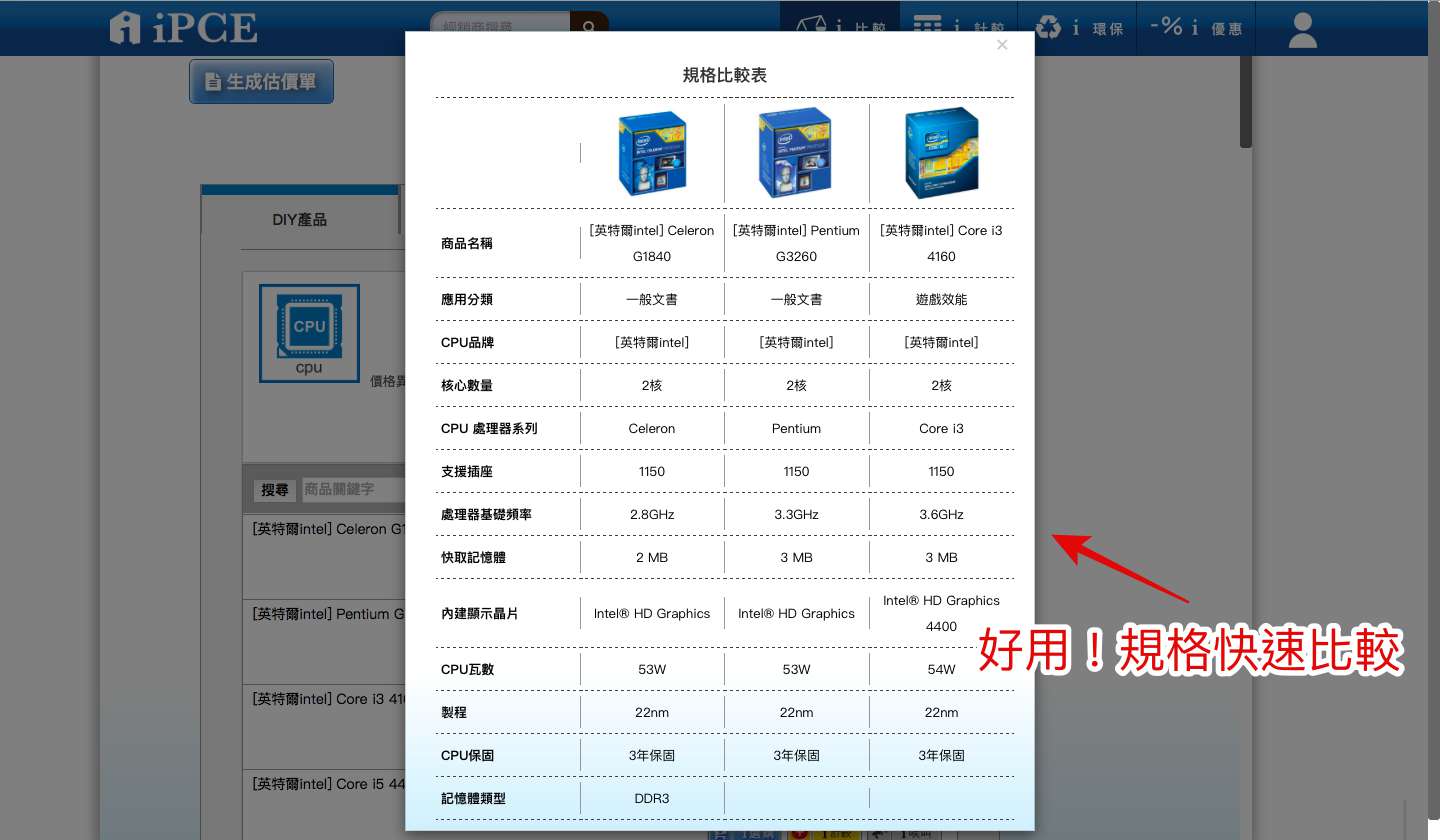 iPCE
經銷商搜尋
i 比較
i 計較
i 環保
-% i 優惠
生成估價單
DIY產品
CPU
cpu
搜尋 商品關鍵字
[英特爾intel] Celeron G1
[英特爾intel] Pentium G
[英特爾intel] Core i3 41
[英特爾intel] Core i5 44
×
規格比較表
商品名稱 [英特爾intel] Celeron G1840 [英特爾intel] Pentium G3260 [英特爾intel] Core i3 4160
應用分類 一般文書 一般文書 遊戲效能
CPU品牌 [英特爾intel] [英特爾intel] [英特爾intel]
核心數量 2核 2核 2核
CPU 處理器系列 Celeron Pentium Core i3
支援插座 1150 1150 1150
處理器基礎頻率 2.8GHz 3.3GHz 3.6GHz
快取記憶體 2 MB 3 MB 3 MB
內建顯示晶片 Intel® HD Graphics Intel® HD Graphics Intel® HD Graphics 4400
CPU瓦數 53W 53W 54W
製程 22nm 22nm 22nm
CPU保固 3年保固 3年保固 3年保固
記憶體類型 DDR3
好用！規格快速比較